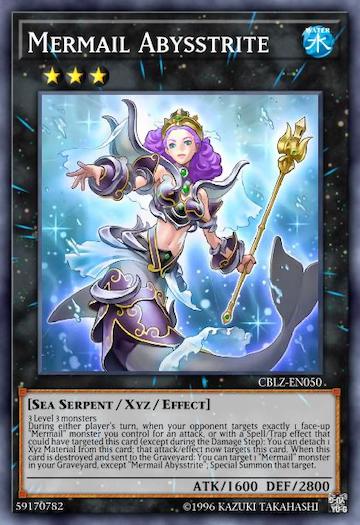 Mermail Abysstrite
WATER
水
CBLZ-EN050
[Sea Serpent / Xyz / Effect]
3 Level 3 monsters
During either player's turn, when your opponent targets exactly 1 face-up
"Mermail" monster you control for an attack, or with a Spell/Trap effect that
could have targeted this card (except during the Damage Step): You can detach 1
Xyz Material from this card; that attack/effect now targets this card. When this
card is destroyed and sent to the Graveyard: You can target 1 "Mermail" monster
in your Graveyard, except "Mermail Abysstrite"; Special Summon that target.
ATK/1600 DEF/2800
59170782
©1996 KAZUKI TAKAHASHI